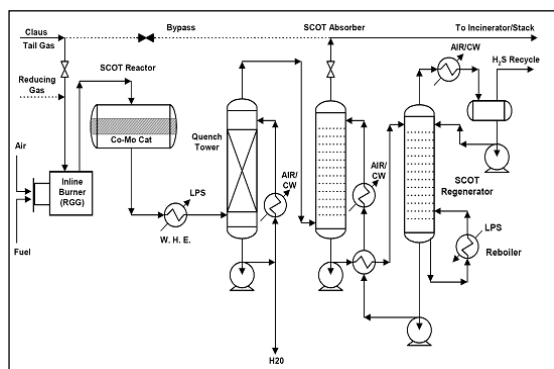 Claus
Tail Gas
Bypass
SCOT Absorber
To Incinerator/Stack
AIR/CW
H2S Recycle
SCOT Reactor
Reducing
Gas
Co-Mo Cat
Air
Quench
Tower
AIR/
CW
AIR/
CW
SCOT
Regenerator
Inline
Burner
(RGG)
LPS
LPS
W. H. E.
Reboiler
Fuel
H20